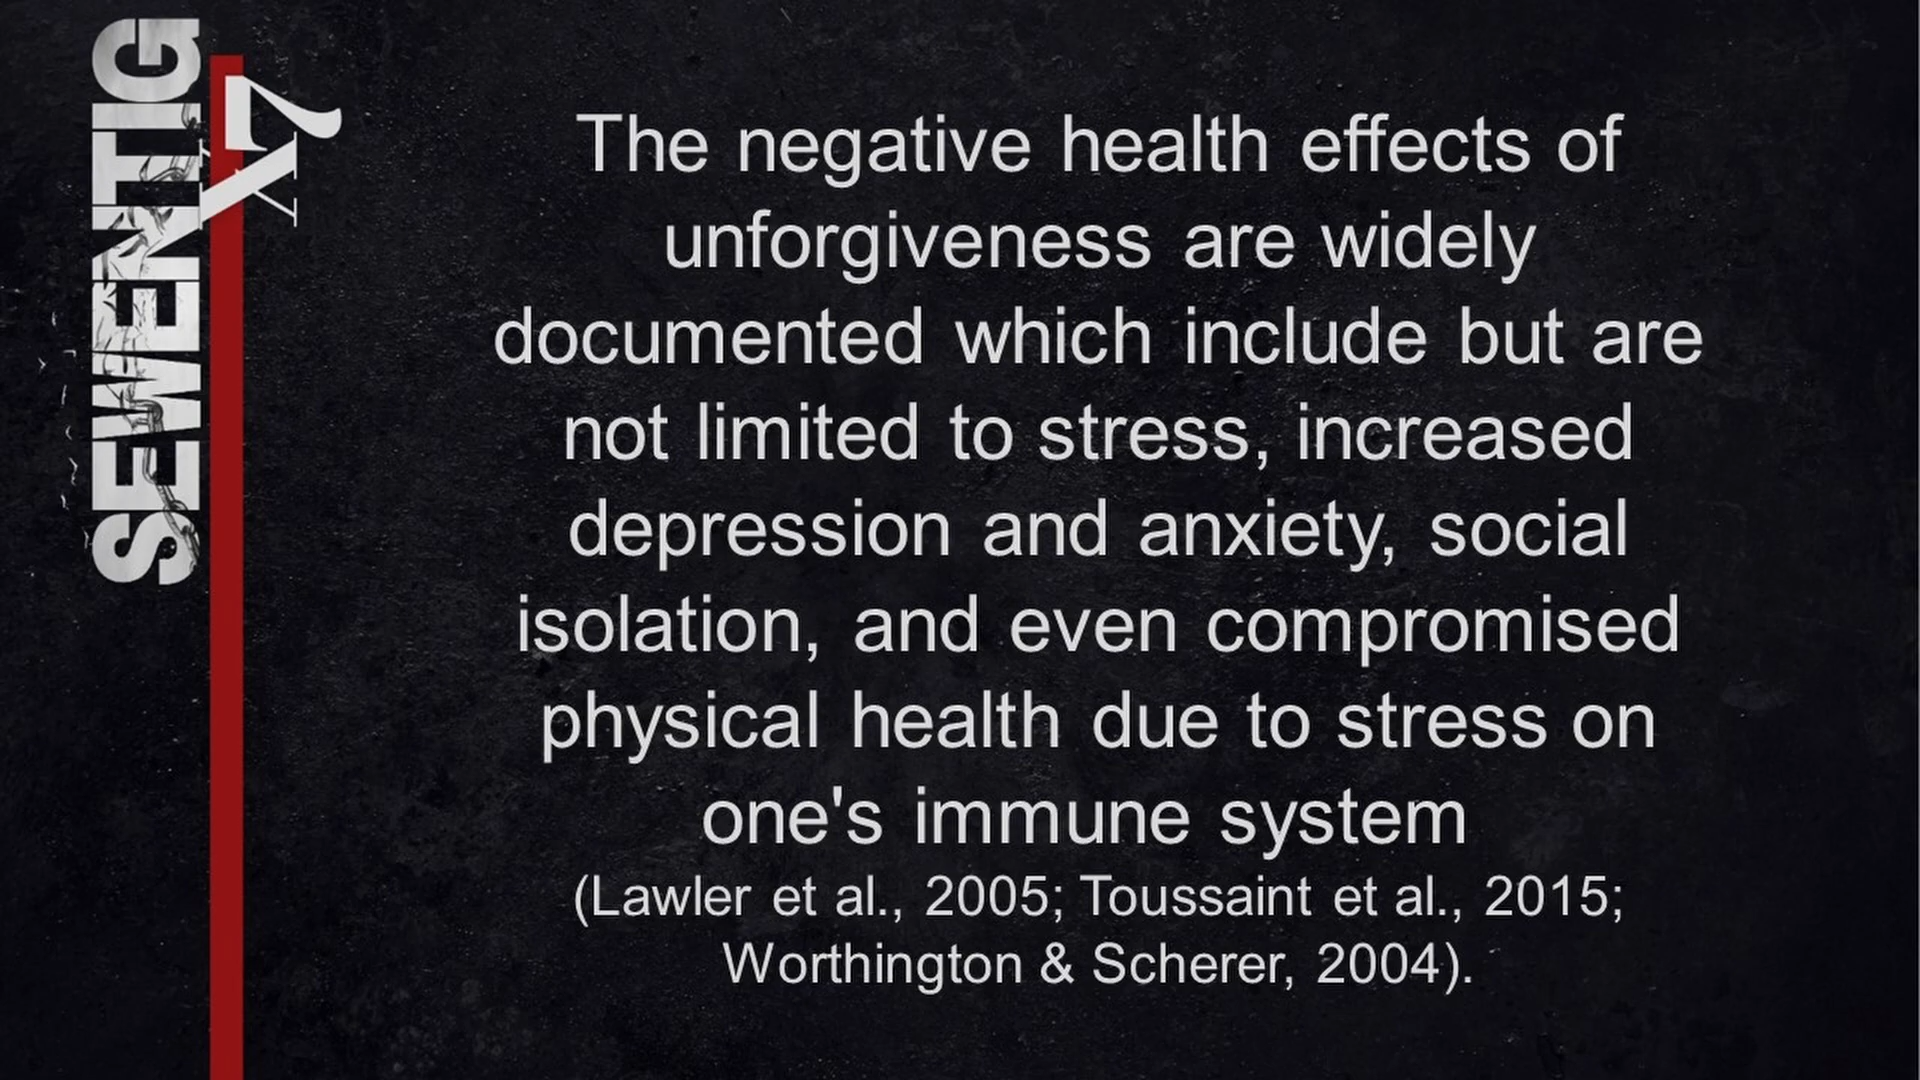 SEWENTIG
X7
The negative health effects of
unforgiveness are widely
documented which include but are
not limited to stress, increased
depression and anxiety, social
isolation, and even compromised
physical health due to stress on
one's immune system
(Lawler et al., 2005; Toussaint et al., 2015;
Worthington & Scherer, 2004).